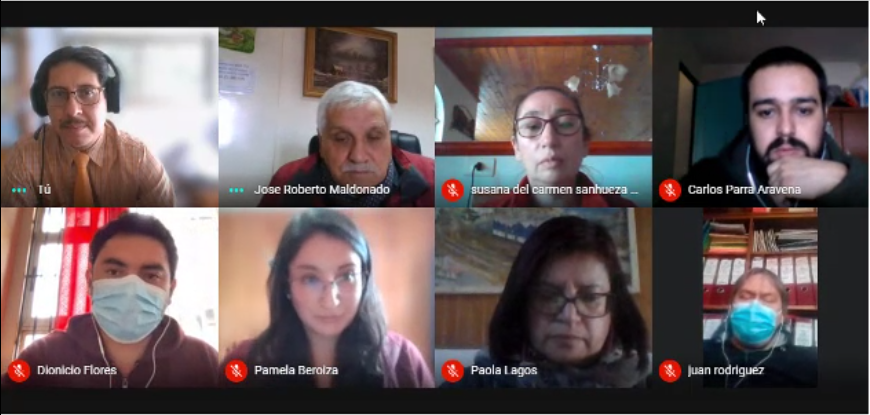 Tú
Jose Roberto Maldonado
susana del carmen sanhueza ...
Carlos Parra Aravena
Dionicio Flores
Pamela Beroiza
Paola Lagos
juan rodriguez